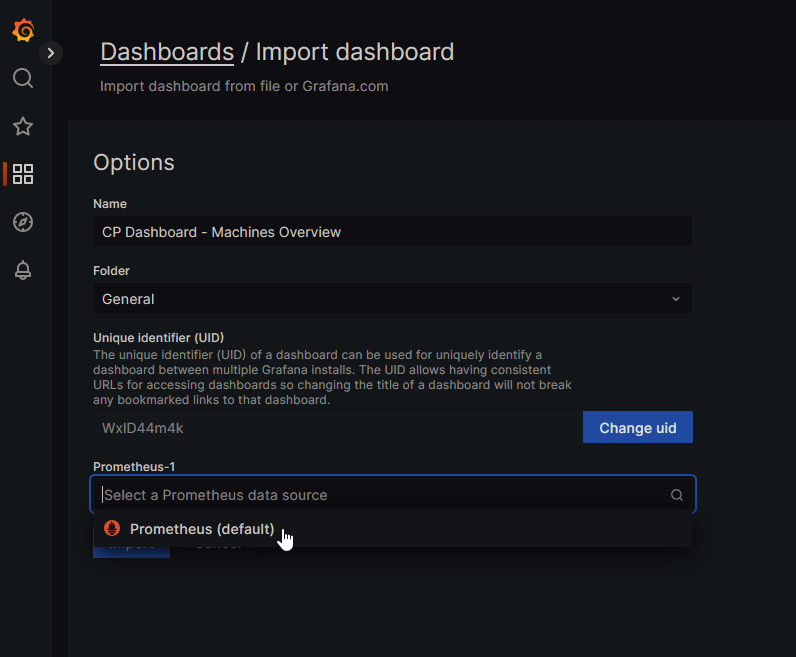 Dashboards / Import dashboard
Import dashboard from file or Grafana.com
Options
Name
CP Dashboard - Machines Overview
Folder
General
Unique identifier (UID)
The unique identifier (UID) of a dashboard can be used for uniquely identify a
dashboard between multiple Grafana installs. The UID allows having consistent
URLs for accessing dashboards so changing the title of a dashboard will not break
any bookmarked links to that dashboard.
WxlD44m4k
Change uid
Prometheus-1
Select a Prometheus data source
Prometheus (default)